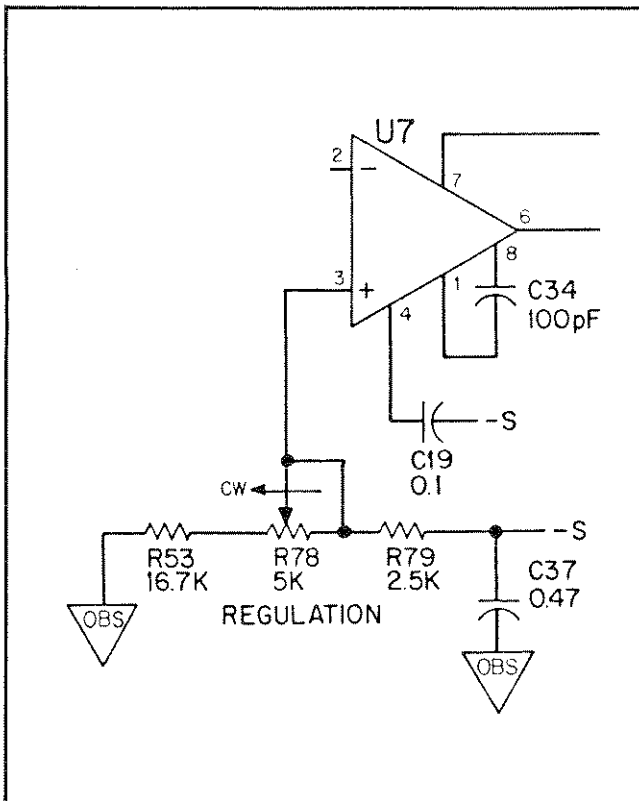 U7
2
−
7
6
8
3
+
4
1
C34
100pF
-S
C19
0.1
CW
R53
16.7K
R78
5K
R79
2.5K
-S
C37
0.47
REGULATION
OBS
OBS